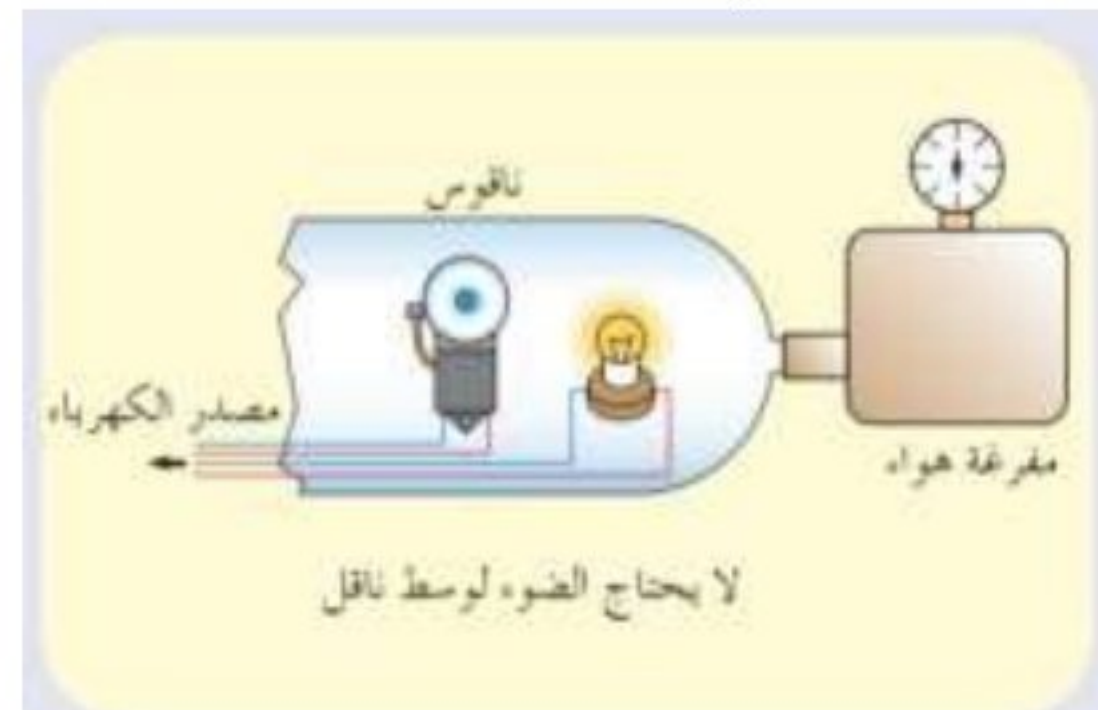 ناقوس
مصدر الكهرباء
مفرغة هواء
لا يحتاج الضوء لوسط ناقل